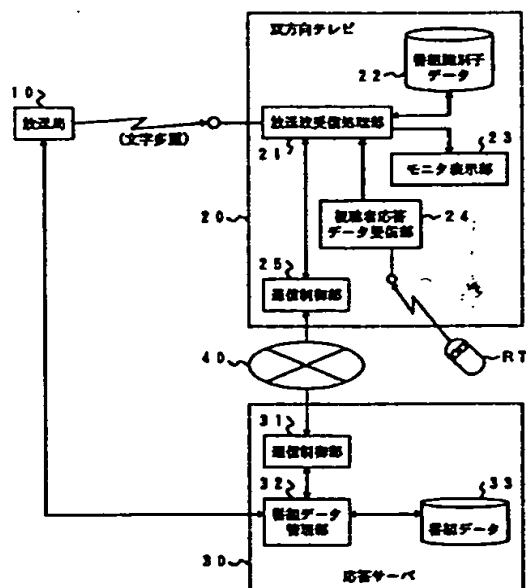 双方向テレビ
番組識別子
データ
22
10
放送局
(文字多重)
放送波受信処理部
21
23
モニタ表示部
20
視聴者応答
データ受信部
24
25
通信制御部
40
RT
31
通信制御部
32
33
番組データ
管理部
番組データ
30
応答サーバ